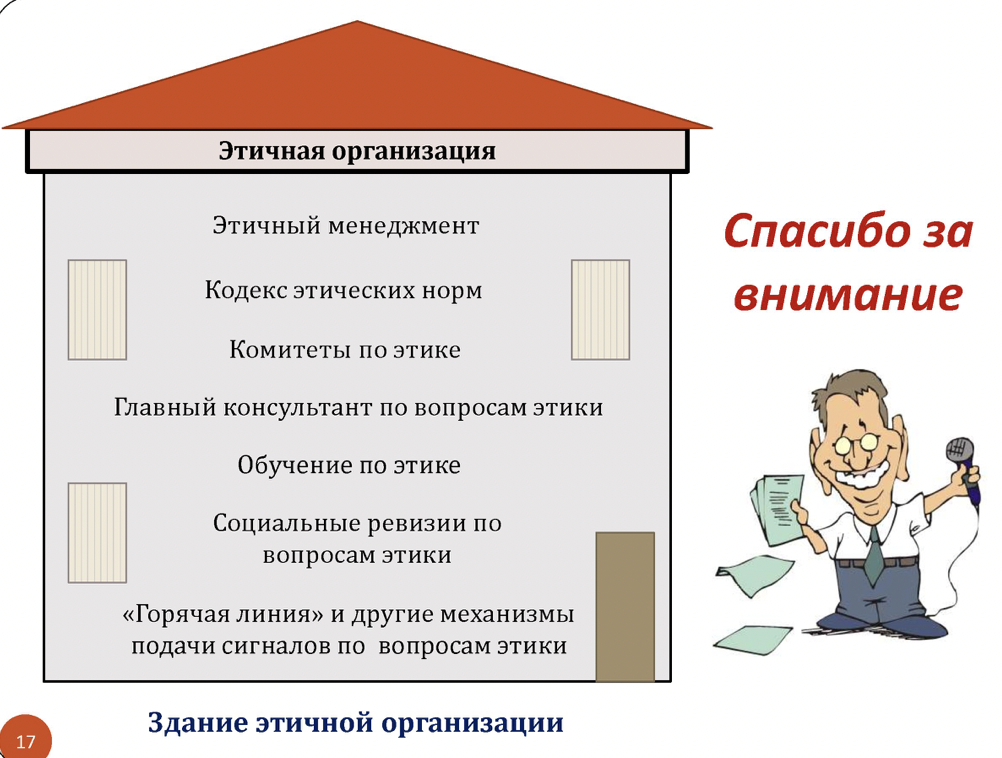 Этичная организация
Этичный менеджмент
Кодекс этических норм
Комитеты по этике
Главный консультант по вопросам этики
Обучение по этике
Социальные ревизии по
вопросам этики
«Горячая линия» и другие механизмы
подачи сигналов по вопросам этики
Здание этичной организации
Спасибо за
внимание
17